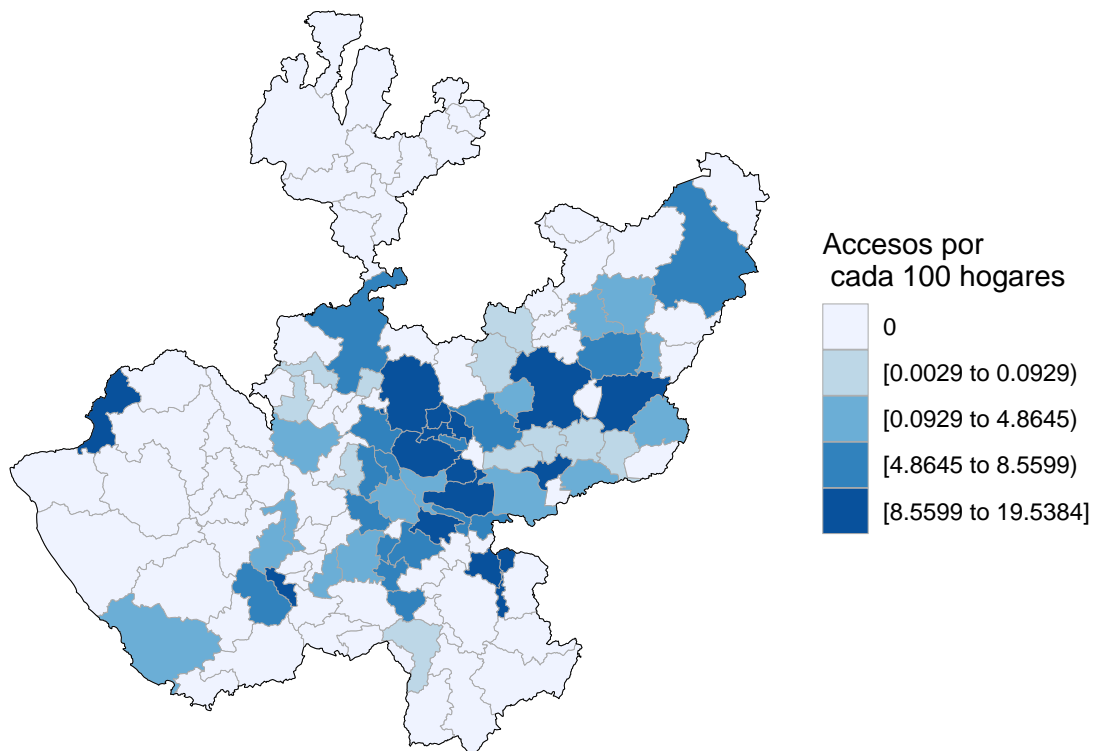 Accesos por
cada 100 hogares
0
[0.0029 to 0.0929)
[0.0929 to 4.8645)
[4.8645 to 8.5599)
[8.5599 to 19.5384]